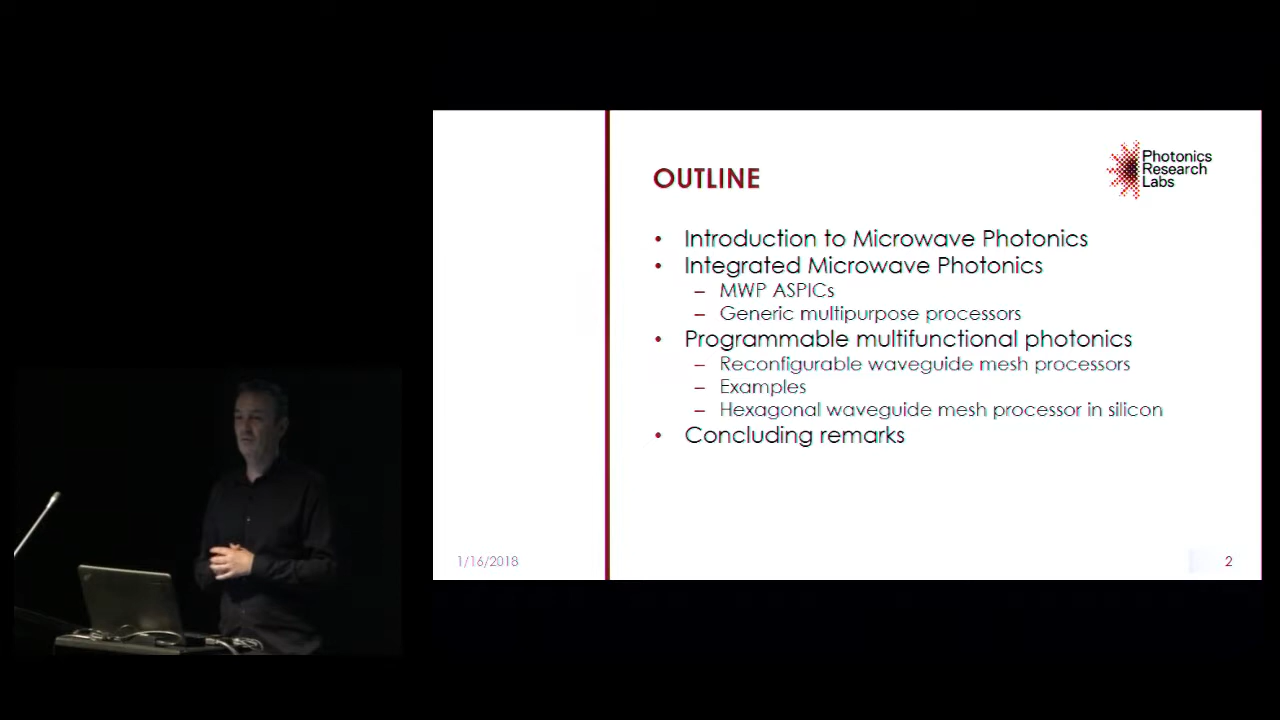 OUTLINE
Photonics
Research
Labs
• Introduction to Microwave Photonics
• Integrated Microwave Photonics
– MWP ASPICs
– Generic multipurpose processors
• Programmable multifunctional photonics
– Reconfigurable waveguide mesh processors
– Examples
– Hexagonal waveguide mesh processor in silicon
• Concluding remarks
1/16/2018
2